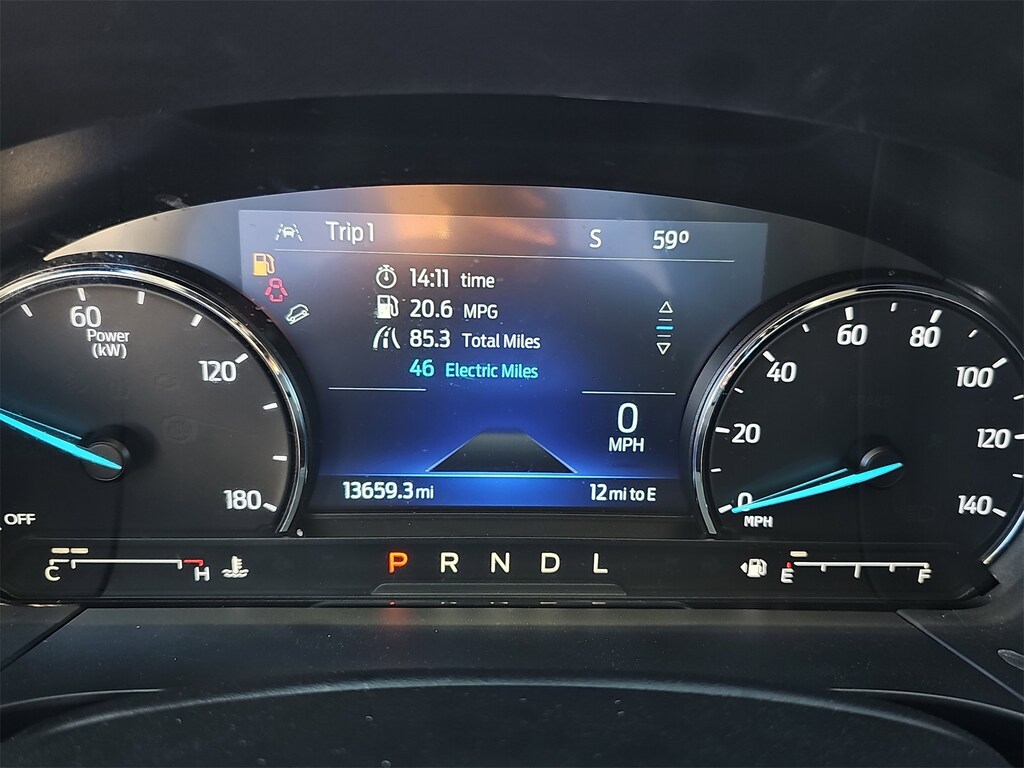 Trip 1
S
59º
14:11 time
20.6 MPG
85.3 Total Miles
46 Electric Miles
0
MPH
13659.3 mi
12 mi to E
60
Power
(kW)
120
180
OFF
0
20
40
60
80
100
120
140
MPH
C
H
P R N D L
E
F